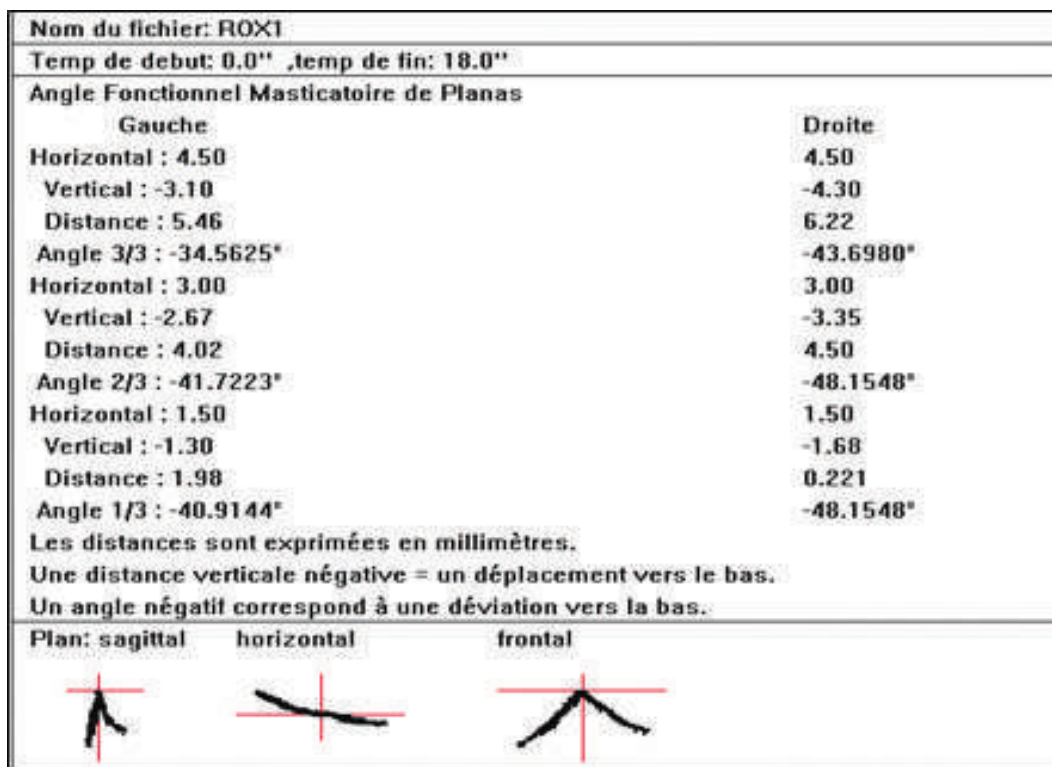 Nom du fichier: ROX1
Temp de debut: 0.0'' ,temp de fin: 18.0''
Angle Fonctionnel Masticatoire de Planas
Gauche Droite
Horizontal : 4.50 4.50
Vertical : -3.10 -4.30
Distance : 5.46 6.22
Angle 3/3 : -34.5625° -43.6980°
Horizontal : 3.00 3.00
Vertical : -2.67 -3.35
Distance : 4.02 4.50
Angle 2/3 : -41.7223° -48.1548°
Horizontal : 1.50 1.50
Vertical : -1.30 -1.68
Distance : 1.98 0.221
Angle 1/3 : -40.9144° -48.1548°
Les distances sont exprimées en millimètres.
Une distance verticale négative = un déplacement vers le bas.
Un angle négatif correspond à une déviation vers la bas.
Plan: sagittal horizontal frontal